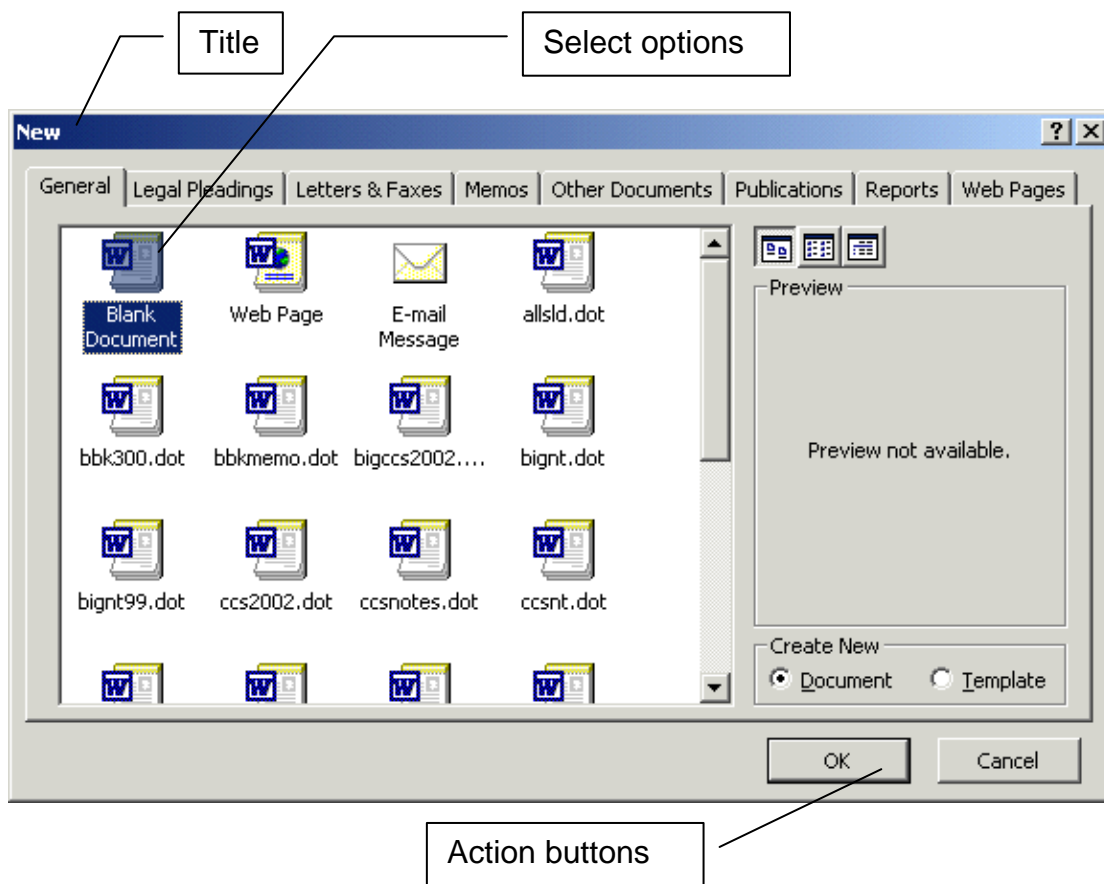 Title
Select options
New
General
Legal Pleadings
Letters & Faxes
Memos
Other Documents
Publications
Reports
Web Pages
Blank
Document
Web Page
E-mail
Message
allsld.dot
Preview
bbk300.dot
bbkmemo.dot
bigccs2002....
bignt.dot
Preview not available.
bignt99.dot
ccs2002.dot
ccsnotes.dot
ccsnt.dot
Create New
Document
Template
OK
Cancel
Action buttons